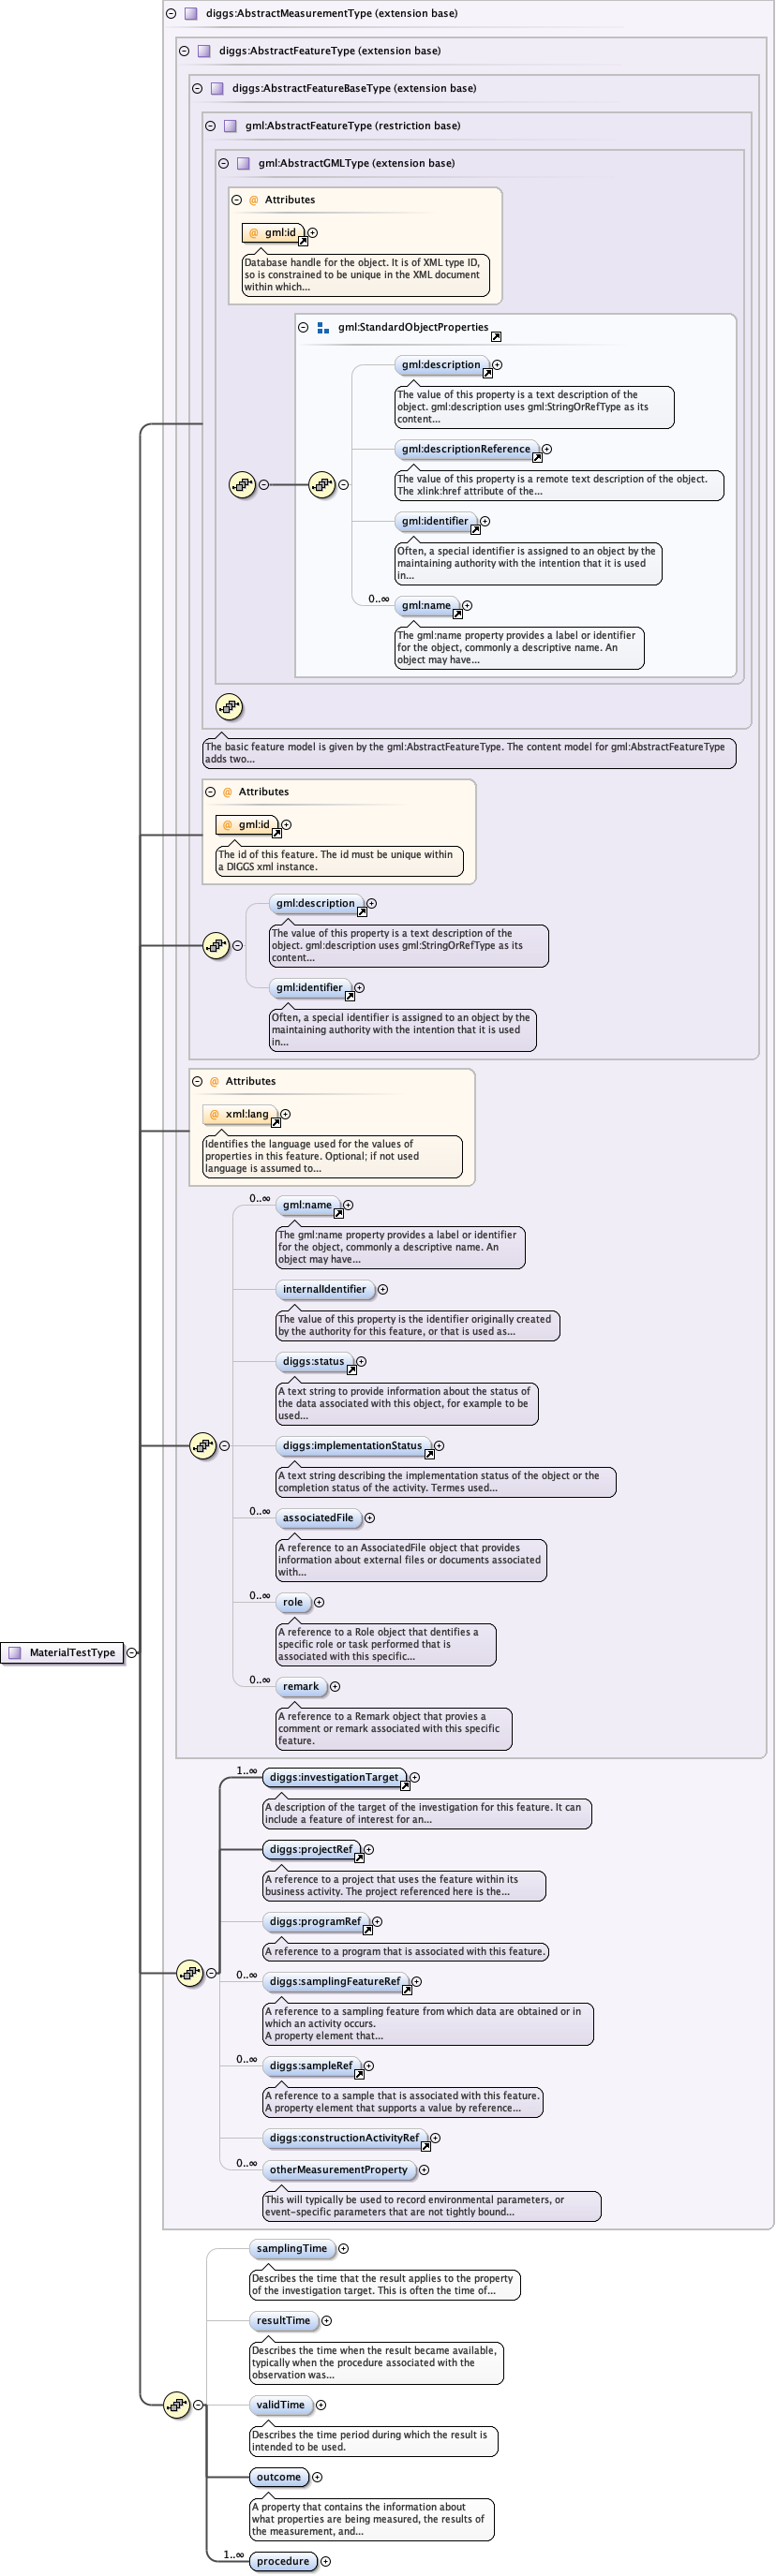 diggs:AbstractMeasurementType (extension base)
diggs:AbstractFeatureType (extension base)
diggs:AbstractFeatureBaseType (extension base)
gml:AbstractFeatureType (restriction base)
gml:AbstractGMLType (extension base)
@ Attributes
@ gml:id
Database handle for the object. It is of XML type ID,
so is constrained to be unique in the XML document
within which...
gml:StandardObjectProperties
gml:description
The value of this property is a text description of the
object. gml:description uses gml:StringOrRefType as its
content...
gml:descriptionReference
The value of this property is a remote text description of the object.
The xlink:href attribute of the...
gml:identifier
Often, a special identifier is assigned to an object by the
maintaining authority with the intention that it is used
in...
0..∞
gml:name
The gml:name property provides a label or identifier
for the object, commonly a descriptive name. An
object may have...
The basic feature model is given by the gml:AbstractFeatureType. The content model for gml:AbstractFeatureType
adds two...
@ Attributes
@ gml:id
The id of this feature. The id must be unique within
a DIGGS xml instance.
gml:description
The value of this property is a text description of the
object. gml:description uses gml:StringOrRefType as its
content...
gml:identifier
Often, a special identifier is assigned to an object by the
maintaining authority with the intention that it is used
in...
@ Attributes
@ xml:lang
Identifies the language used for the values of
properties in this feature. Optional; if not used
language is assumed to...
0..∞
gml:name
The gml:name property provides a label or identifier
for the object, commonly a descriptive name. An
object may have...
internalIdentifier
The value of this property is the identifier originally created
by the authority for this feature, or that is used as...
diggs:status
A text string to provide information about the status of
the data associated with this object, for example to be
used...
diggs:implementationStatus
A text string describing the implementation status of the object or the
completion status of the activity. Termes used...
0..∞
associatedFile
A reference to an AssociatedFile object that provides
information about external files or documents associated
with...
0..∞
role
A reference to a Role object that dentifies a
specific role or task performed that is
associated with this specific...
MaterialTestType
0..∞
remark
A reference to a Remark object that provies a
comment or remark associated with this specific
feature.
1..∞
diggs:investigationTarget
A description of the target of the investigation for this feature. It can
include a feature of interest for an...
diggs:projectRef
A reference to a project that uses the feature within its
business activity. The project referenced here is the...
diggs:programRef
A reference to a program that is associated with this feature.
0..∞
diggs:samplingFeatureRef
A reference to a sampling feature from which data are obtained or in
which an activity occurs.
A property element that...
0..∞
diggs:sampleRef
A reference to a sample that is associated with this feature.
A property element that supports a value by reference...
diggs:constructionActivityRef
0..∞
otherMeasurementProperty
This will typically be used to record environmental parameters, or
event-specific parameters that are not tightly bound...
samplingTime
Describes the time that the result applies to the property
of the investigation target. This is often the time of...
resultTime
Describes the time when the result became available,
typically when the procedure associated with the
observation was...
validTime
Describes the time period during which the result is
intended to be used.
outcome
A property that contains the information about
what properties are being measured, the results of
the measurement, and...
1..∞
procedure